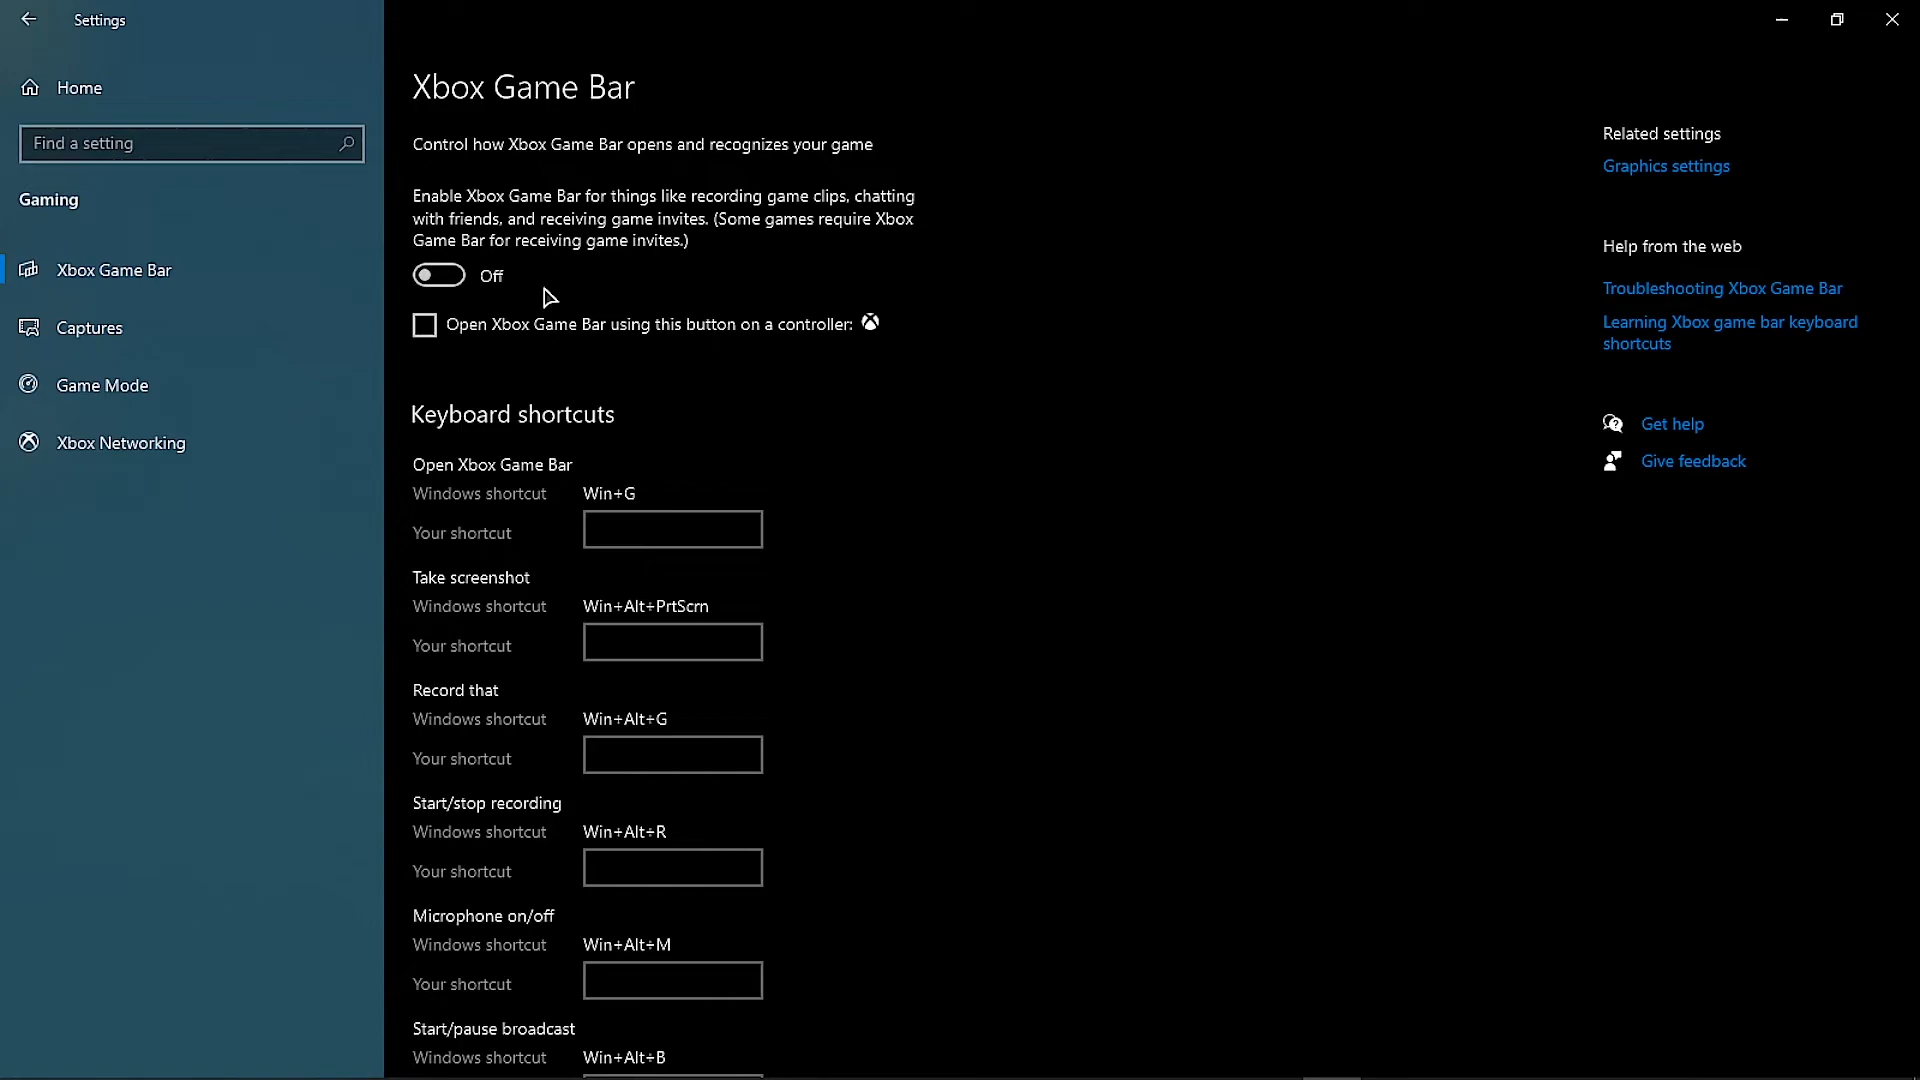 Settings
Home
Find a setting
Gaming
Xbox Game Bar
Captures
Game Mode
Xbox Networking
Xbox Game Bar
Control how Xbox Game Bar opens and recognizes your game
Enable Xbox Game Bar for things like recording game clips, chatting
with friends, and receiving game invites. (Some games require Xbox
Game Bar for receiving game invites.)
Off
Open Xbox Game Bar using this button on a controller:
Keyboard shortcuts
Open Xbox Game Bar
Windows shortcut Win+G
Your shortcut
Take screenshot
Windows shortcut Win+Alt+PrtScrn
Your shortcut
Record that
Windows shortcut Win+Alt+G
Your shortcut
Start/stop recording
Windows shortcut Win+Alt+R
Your shortcut
Microphone on/off
Windows shortcut Win+Alt+M
Your shortcut
Start/pause broadcast
Windows shortcut Win+Alt+B
Related settings
Graphics settings
Help from the web
Troubleshooting Xbox Game Bar
Learning Xbox game bar keyboard
shortcuts
Get help
Give feedback